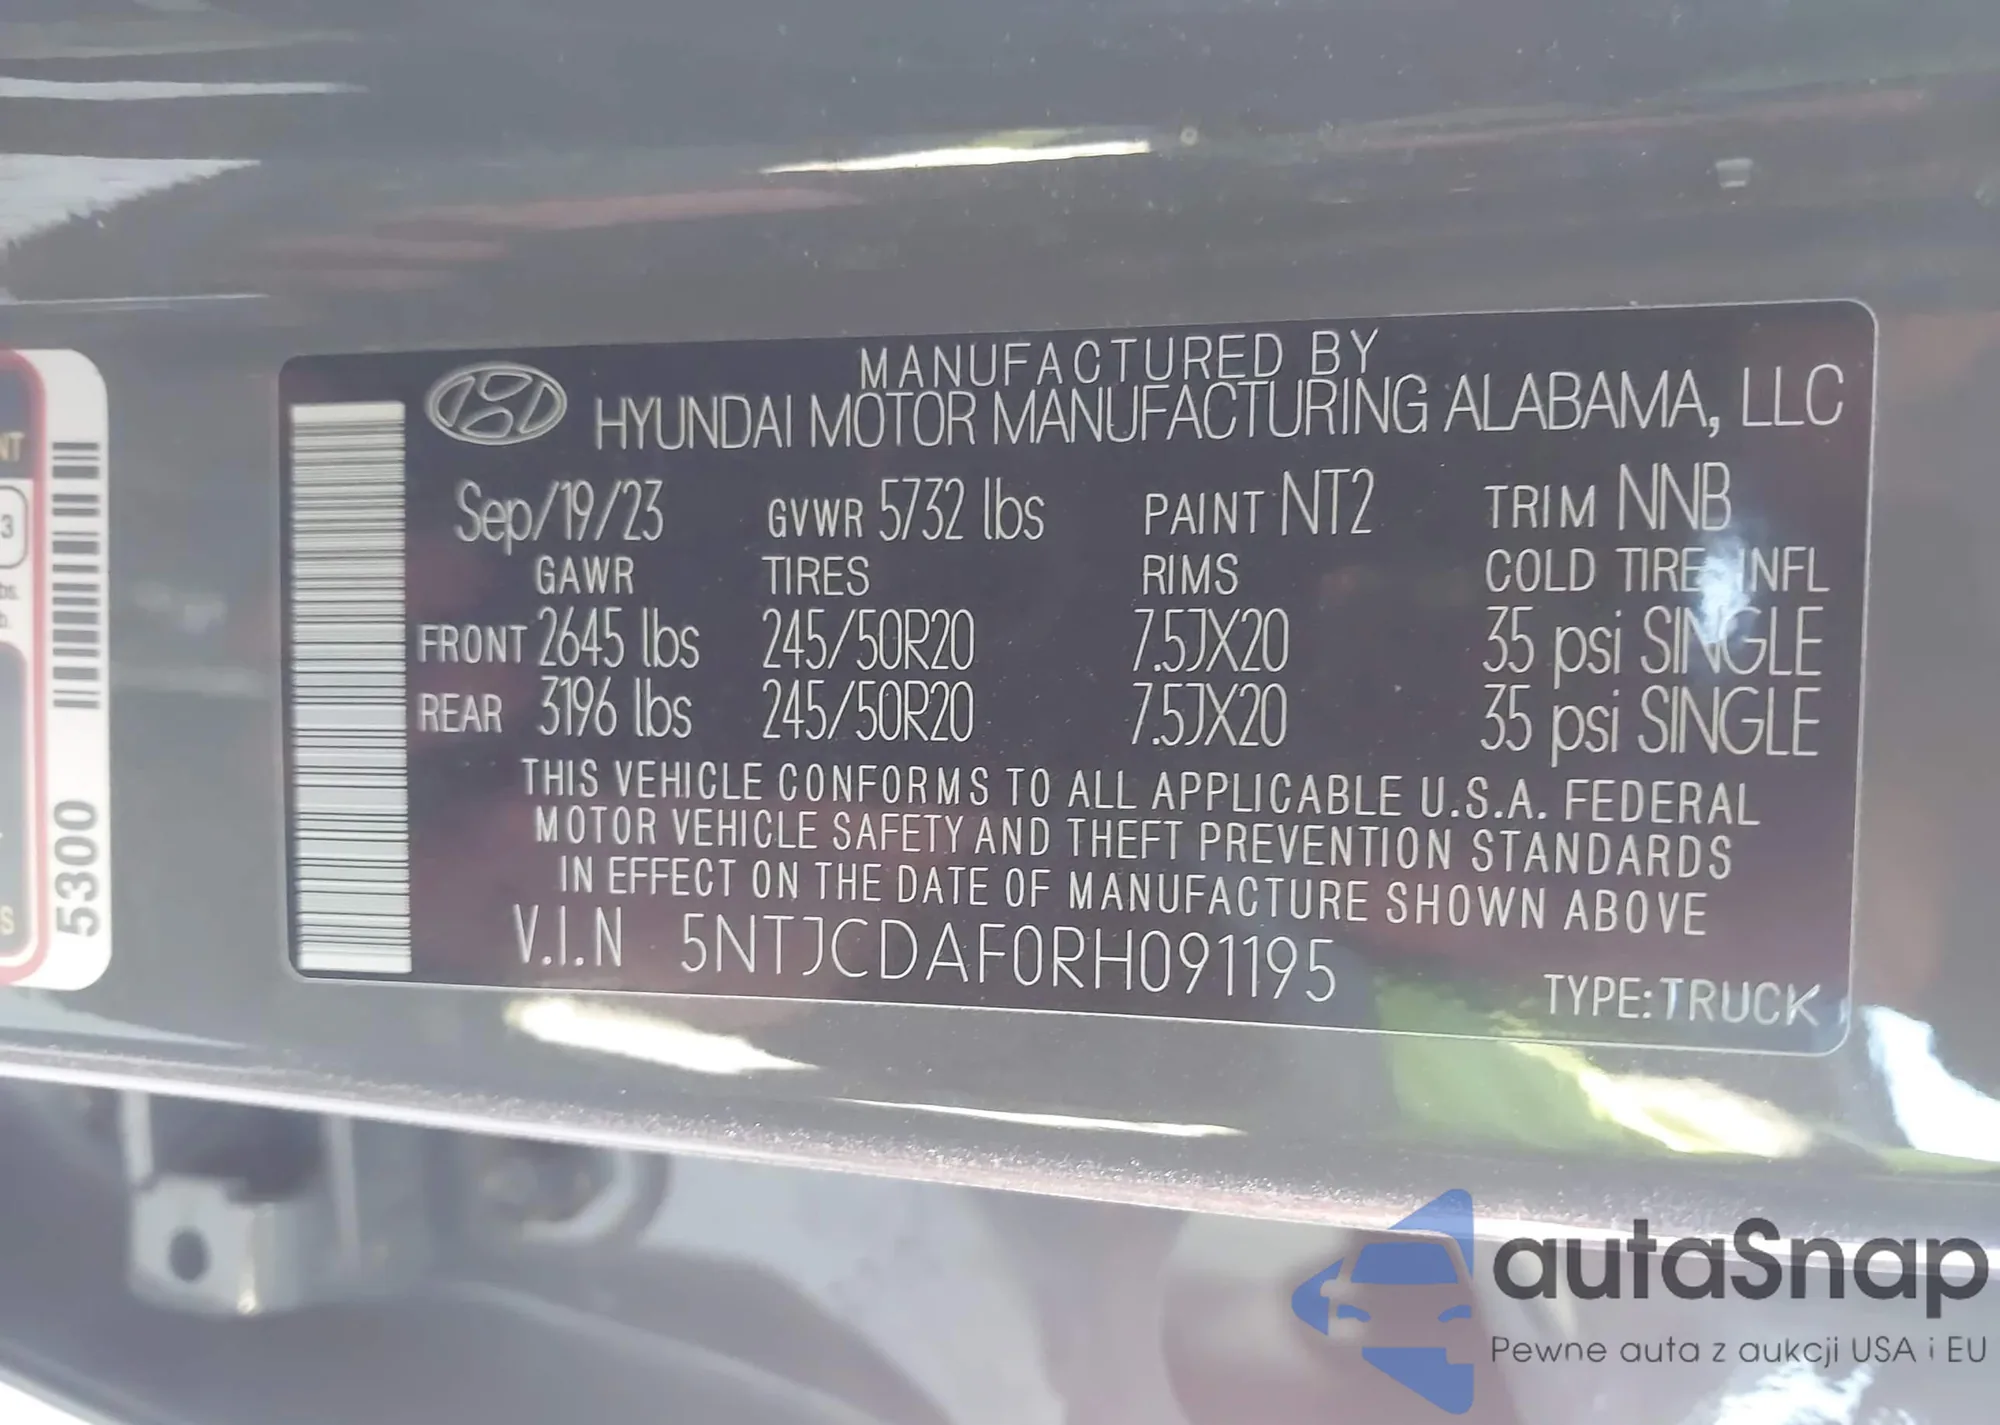 MANUFACTURED BY
HYUNDAI MOTOR MANUFACTURING ALABAMA, LLC
Sep/19/23 GVWR 5732 lbs PAINT NT2 TRIM NNB
GAWR TIRES RIMS COLD TIRE INFL
FRONT 2645 lbs 245/50R20 7.5JX20 35 psi SINGLE
REAR 3196 lbs 245/50R20 7.5JX20 35 psi SINGLE
THIS VEHICLE CONFORMS TO ALL APPLICABLE U.S.A. FEDERAL
MOTOR VEHICLE SAFETY AND THEFT PREVENTION STANDARDS
IN EFFECT ON THE DATE OF MANUFACTURE SHOWN ABOVE
V.I.N 5NTJCDAF0RH091195
TYPE:TRUCK
5300
NT
3
S
autaSnap
Pewne auta z aukcji USA i EU